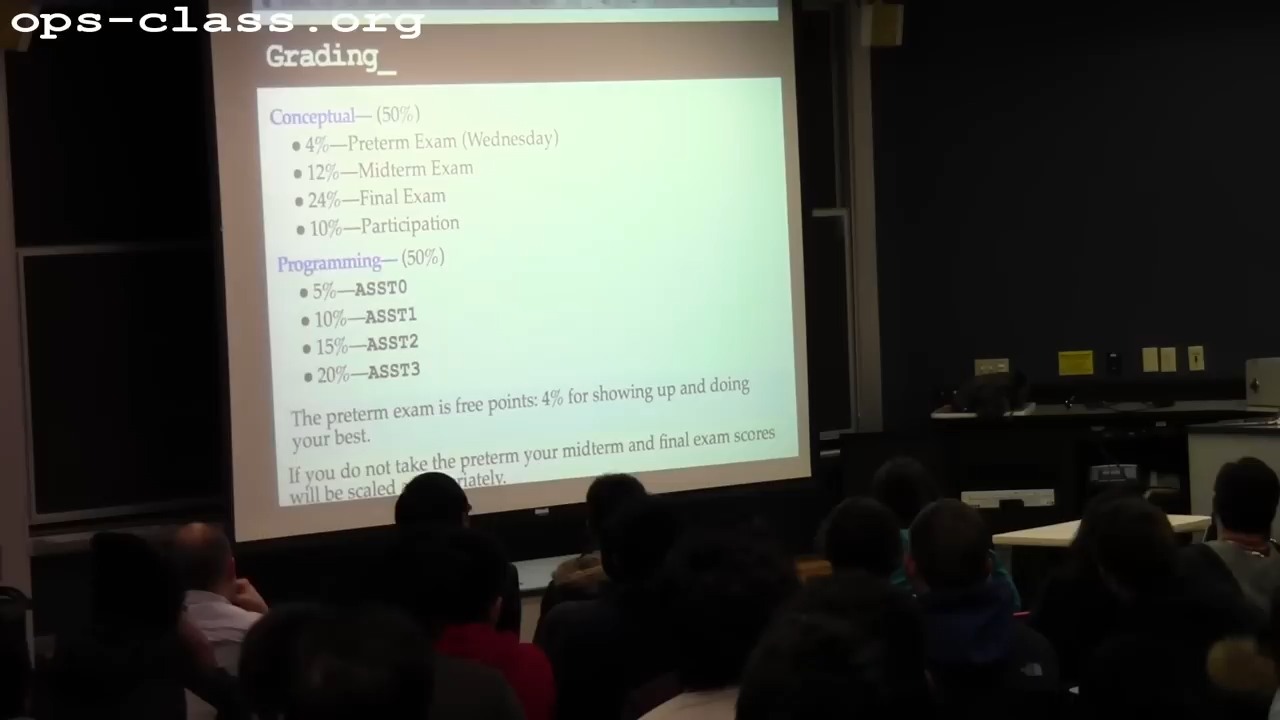 ops-class.org
Grading_
Conceptual— (50%)
• 4%—Preterm Exam (Wednesday)
• 12%—Midterm Exam
• 24%—Final Exam
• 10%—Participation
Programming— (50%)
• 5%—ASST0
• 10%—ASST1
• 15%—ASST2
• 20%—ASST3
The preterm exam is free points: 4% for showing up and doing
your best.
If you do not take the preterm your midterm and final exam scores
will be scaled